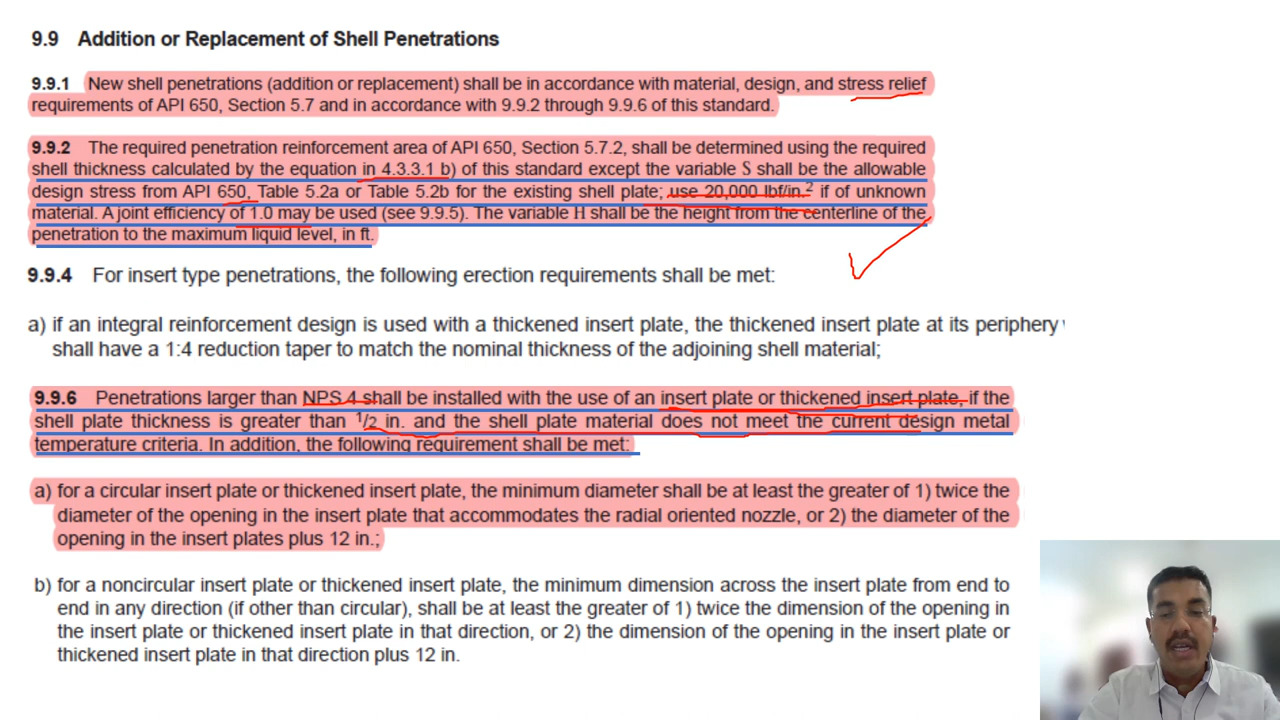 9.9 Addition or Replacement of Shell Penetrations
9.9.1 New shell penetrations (addition or replacement) shall be in accordance with material, design, and stress relief
requirements of API 650, Section 5.7 and in accordance with 9.9.2 through 9.9.6 of this standard.
9.9.2 The required penetration reinforcement area of API 650, Section 5.7.2, shall be determined using the required
shell thickness calculated by the equation in 4.3.3.1 b) of this standard except the variable S shall be the allowable
design stress from API 650, Table 5.2a or Table 5.2b for the existing shell plate; use 20,000 lbf/in.² if of unknown
material. A joint efficiency of 1.0 may be used (see 9.9.5). The variable H shall be the height from the centerline of the
penetration to the maximum liquid level, in ft.
9.9.4 For insert type penetrations, the following erection requirements shall be met:
a) if an integral reinforcement design is used with a thickened insert plate, the thickened insert plate at its periphery
shall have a 1:4 reduction taper to match the nominal thickness of the adjoining shell material;
9.9.6 Penetrations larger than NPS 4 shall be installed with the use of an insert plate or thickened insert plate, if the
shell plate thickness is greater than 1/2 in. and the shell plate material does not meet the current design metal
temperature criteria. In addition, the following requirement shall be met:
a) for a circular insert plate or thickened insert plate, the minimum diameter shall be at least the greater of 1) twice the
diameter of the opening in the insert plate that accommodates the radial oriented nozzle, or 2) the diameter of the
opening in the insert plates plus 12 in.;
b) for a noncircular insert plate or thickened insert plate, the minimum dimension across the insert plate from end to
end in any direction (if other than circular), shall be at least the greater of 1) twice the dimension of the opening in
the insert plate or thickened insert plate in that direction, or 2) the dimension of the opening in the insert plate or
thickened insert plate in that direction plus 12 in.